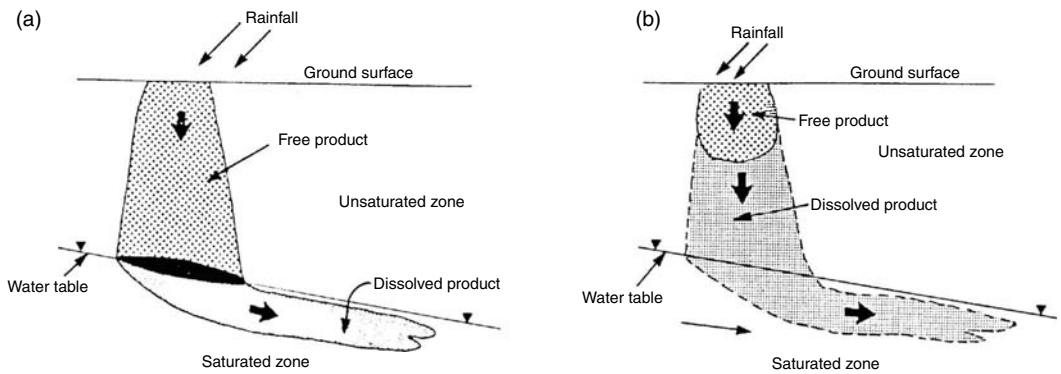 (a)
Rainfall
Ground surface
Free product
Unsaturated zone
Water table
Dissolved product
Saturated zone
(b)
Rainfall
Ground surface
Free product
Unsaturated zone
Dissolved product
Water table
Saturated zone